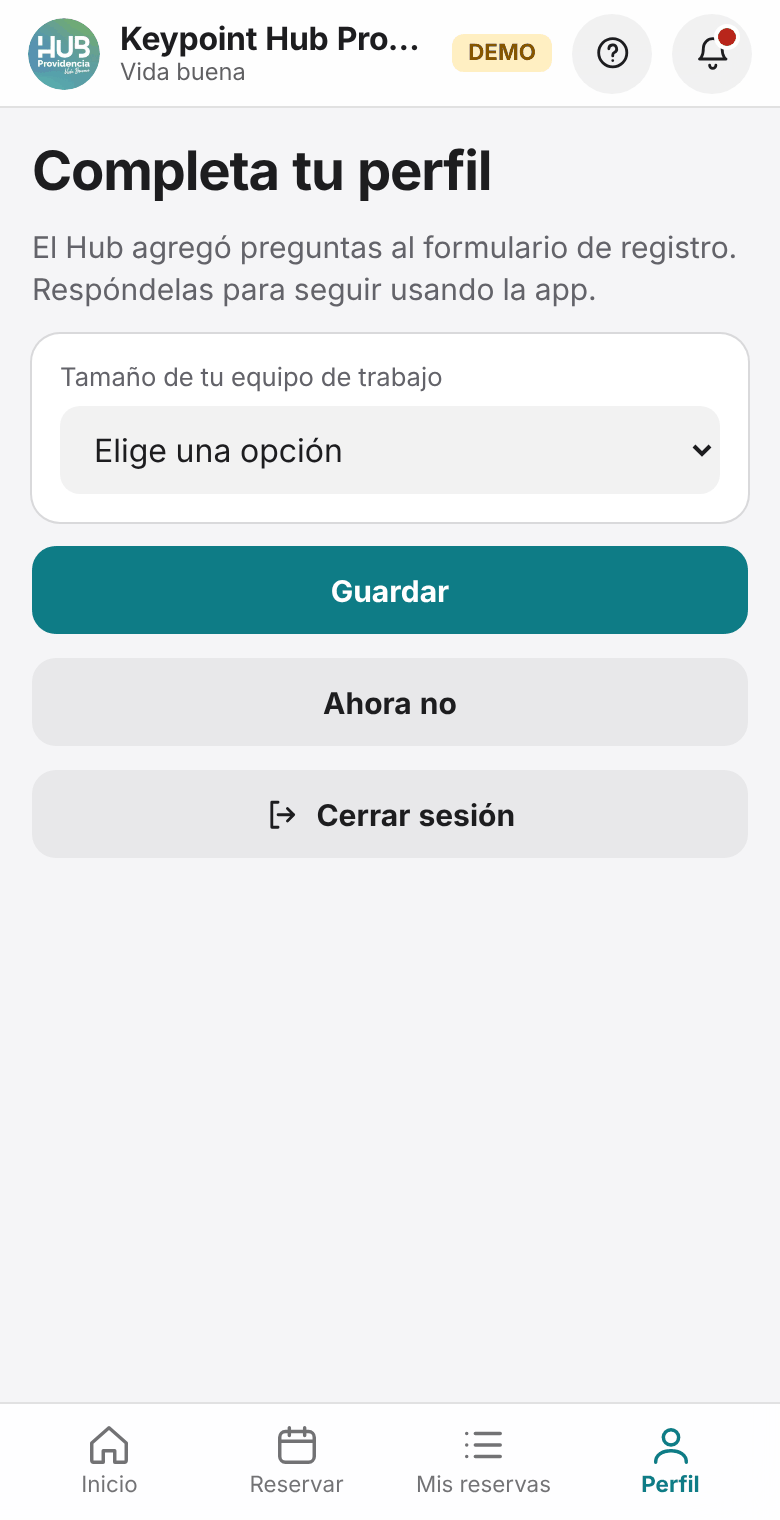 HUB
Providencia
Vida Buena
Keypoint Hub Pro...
Vida buena
DEMO
Completa tu perfil
El Hub agregó preguntas al formulario de registro.
Respóndelas para seguir usando la app.
Tamaño de tu equipo de trabajo
Elige una opción
Guardar
Ahora no
Cerrar sesión
Inicio
Reservar
Mis reservas
Perfil